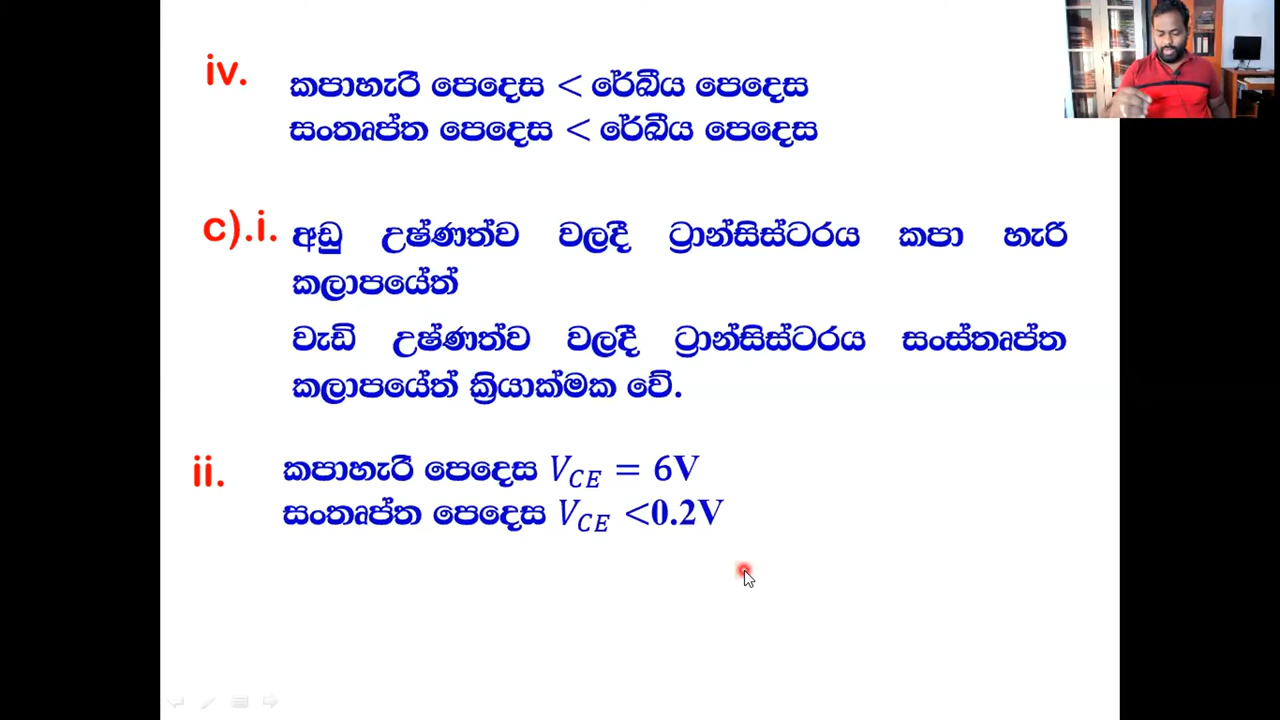 iv. කපාහැරී පෙදෙස < රේඛීය පෙදෙස
සංතෘප්ත පෙදෙස < රේඛීය පෙදෙස
c).i. අඩු උෂ්ණත්ව වලදී ට්‍රාන්සිස්ටරය කපා හැරි
කලාපයේත්
වැඩි උෂ්ණත්ව වලදී ට්‍රාන්සිස්ටරය සංස්තෘප්ත
කලාපයේත් ක්‍රියාක්මක වේ.
ii. කපාහැරී පෙදෙස V_CE = 6V
සංතෘප්ත පෙදෙස V_CE <0.2V